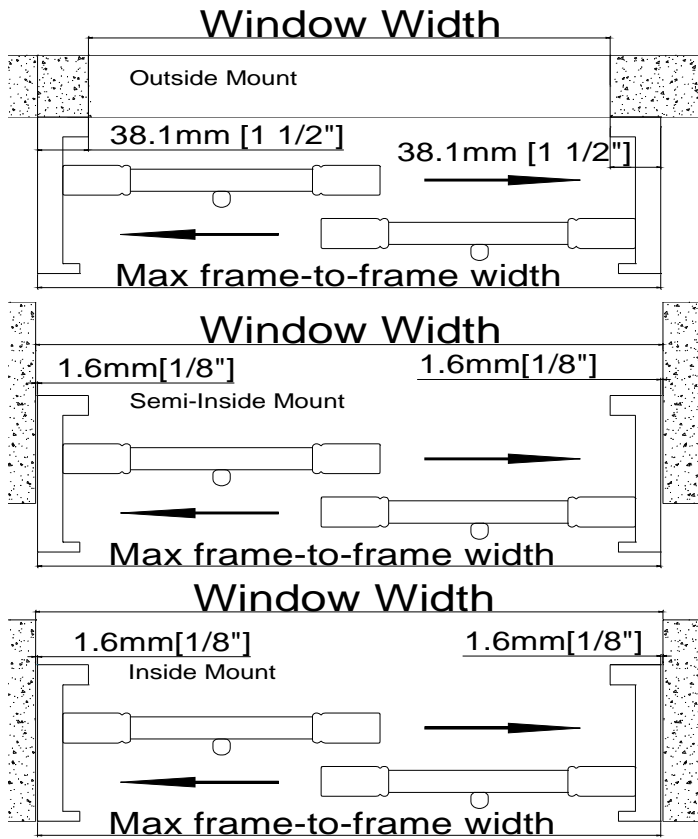 Window Width
Outside Mount
38.1mm [1 1/2"]
38.1mm [1 1/2"]
Max frame-to-frame width
Window Width
1.6mm[1/8"]
1.6mm[1/8"]
Semi-Inside Mount
Max frame-to-frame width
Window Width
1.6mm[1/8"]
1.6mm[1/8"]
Inside Mount
Max frame-to-frame width